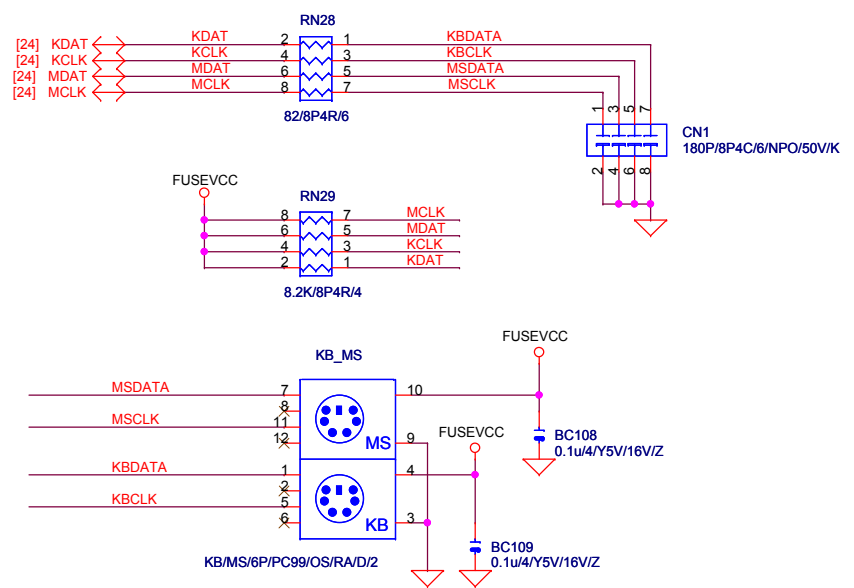 RN28
[24] KDAT KDAT 2 1 KBDATA
[24] KCLK KCLK 4 3 KBCLK
[24] MDAT MDAT 6 5 MSDATA
[24] MCLK MCLK 8 7 MSCLK
82/8P4R/6
1 3 5 7
CN1
180P/8P4C/6/NPO/50V/K
2 4 6 8
FUSEVCC
RN29
8 7 MCLK
6 5 MDAT
4 3 KCLK
2 1 KDAT
8.2K/8P4R/4
KB_MS
FUSEVCC
MSDATA 7 10
8
MSCLK 11
12 MS 9
FUSEVCC
BC108
0.1u/4/Y5V/16V/Z
KBDATA 1 4
2
KBCLK 5
6 KB 3
KB/MS/6P/PC99/OS/RA/D/2
BC109
0.1u/4/Y5V/16V/Z